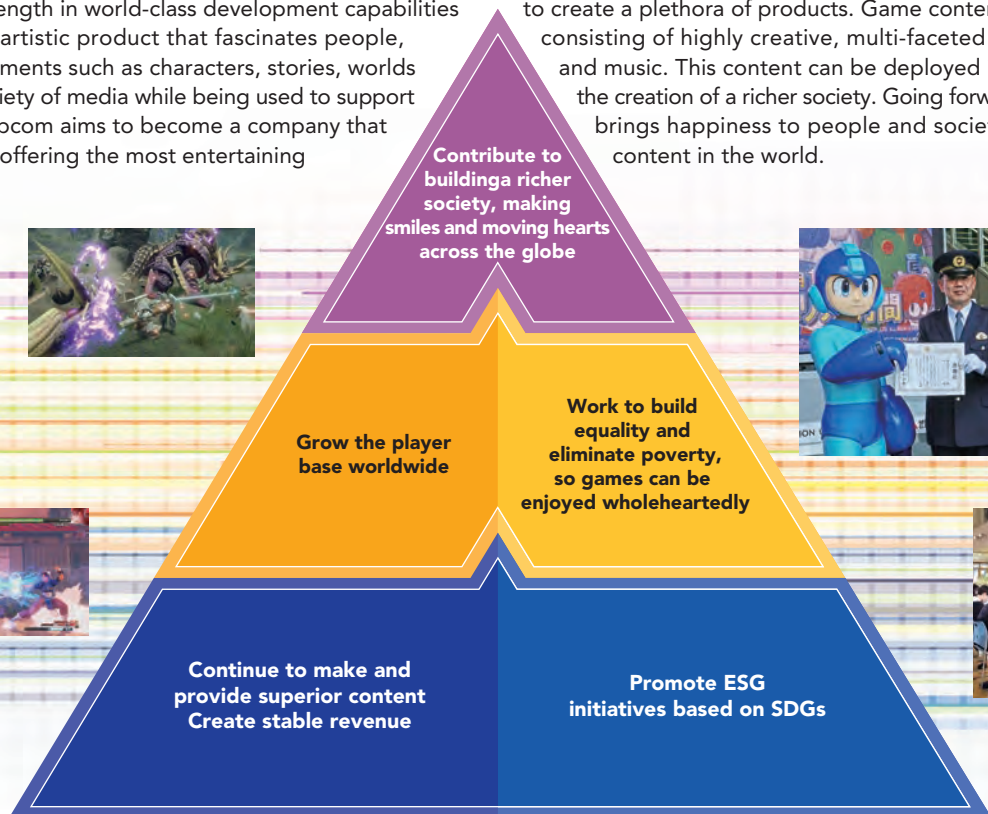 ength in world-class development capabilities
artistic product that fascinates people,
ments such as characters, stories, worlds
iety of media while being used to support
pcom aims to become a company that
offering the most entertaining
to create a plethora of products. Game conten
consisting of highly creative, multi-faceted
and music. This content can be deployed
the creation of a richer society. Going forw
brings happiness to people and societ
content in the world.
Contribute to
buildinga richer
society, making
smiles and moving hearts
across the globe
Grow the player
base worldwide
Work to build
equality and
eliminate poverty,
so games can be
enjoyed wholeheartedly
Continue to make and
provide superior content
Create stable revenue
Promote ESG
initiatives based on SDGs